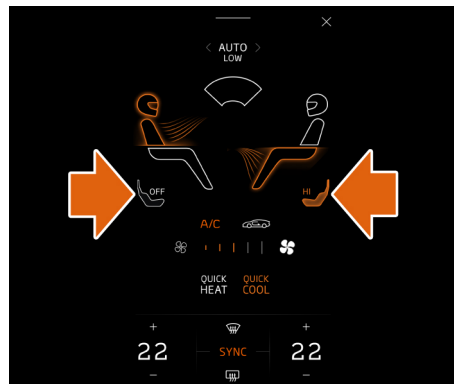 AUTO
LOW
OFF
HI
A/C
QUICK QUICK
HEAT COOL
+ +
22 SYNC 22
− −